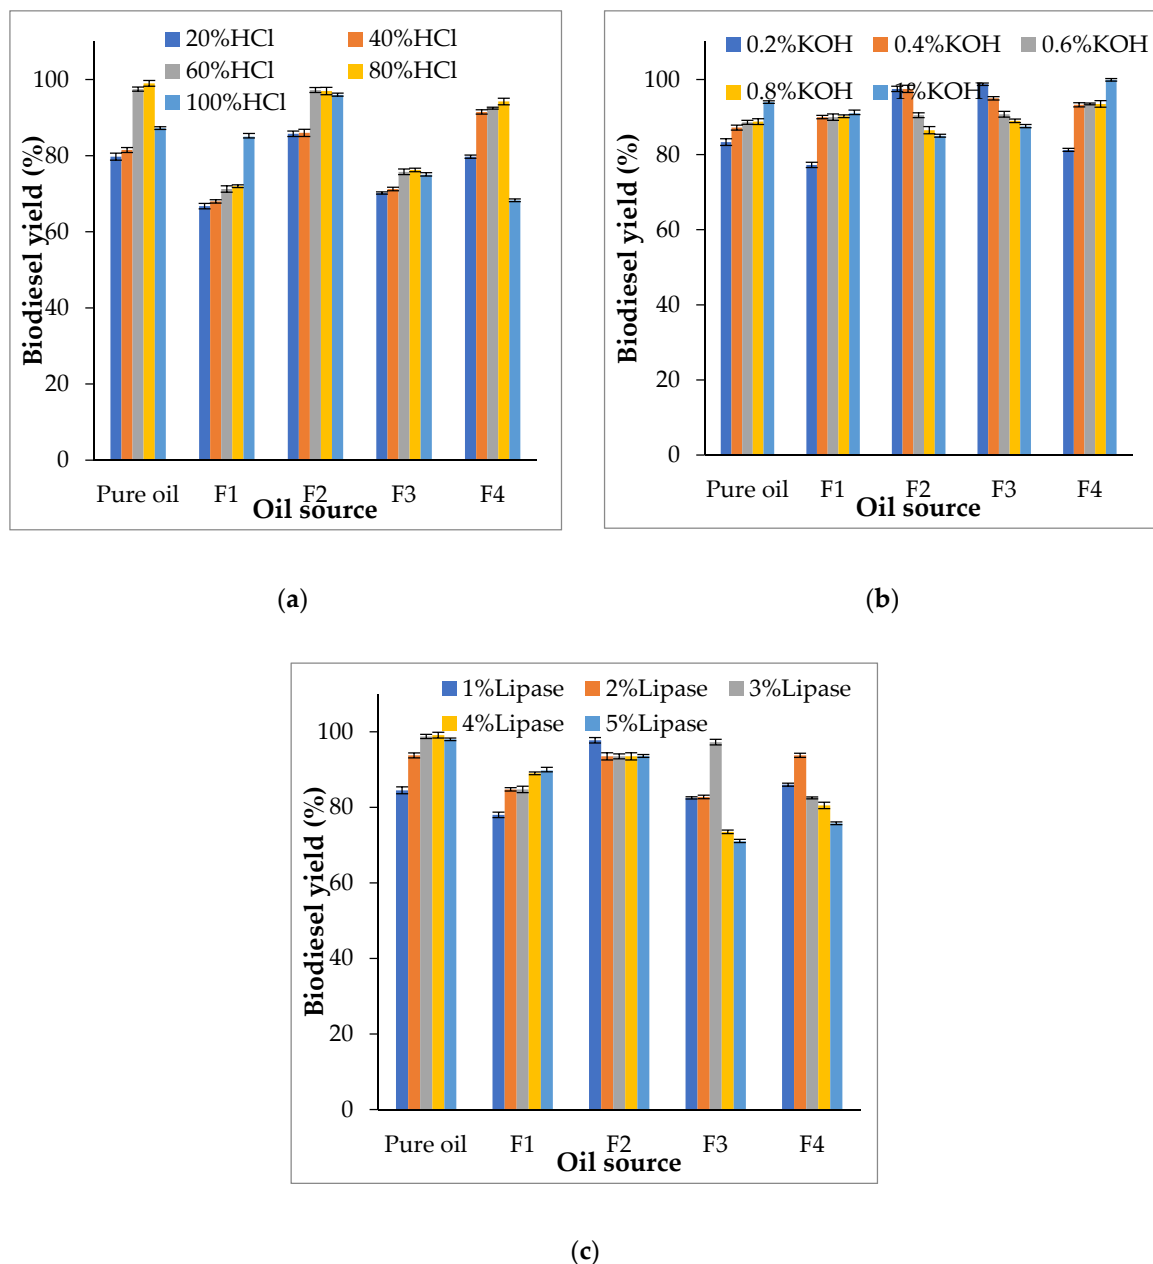 20%HCl 40%HCl
60%HCl 80%HCl
100%HCl
Biodiesel yield (%)
100
80
60
40
20
0
Pure oil F1 F2 F3 F4
Oil source
(a)
0.2%KOH 0.4%KOH 0.6%KOH
0.8%KOH 1%KOH
Biodiesel yield (%)
100
80
60
40
20
0
Pure oil F1 F2 F3 F4
Oil source
(b)
1%Lipase 2%Lipase 3%Lipase
4%Lipase 5%Lipase
Biodiesel yield (%)
100
80
60
40
20
0
Pure oil F1 F2 F3 F4
Oil source
(c)